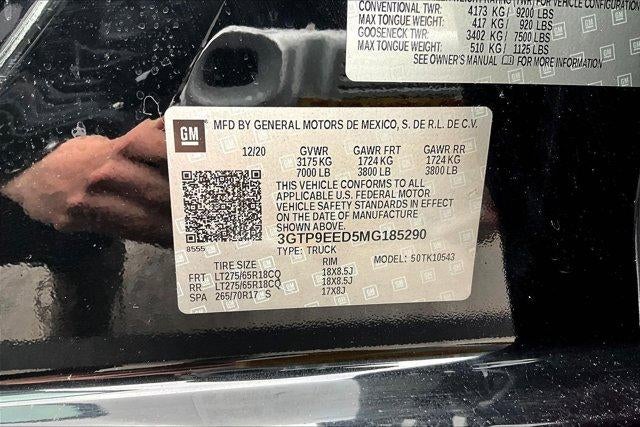 CONVENTIONAL TWR: 4173 KG / 9200 LBS
MAX TONGUE WEIGHT: 417 KG / 920 LBS
GOOSENECK TWR: 3402 KG / 7500 LBS
MAX TONGUE WEIGHT: 510 KG / 1125 LBS
SEE OWNER'S MANUAL FOR MORE INFORMATION
GM MFD BY GENERAL MOTORS DE MEXICO, S. DE R.L. DE C.V.
12/20 GVWR GAWR FRT GAWR RR
3175 KG 1724 KG 1724 KG
7000 LB 3800 LB 3800 LB
THIS VEHICLE CONFORMS TO ALL
APPLICABLE U.S. FEDERAL MOTOR
VEHICLE SAFETY STANDARDS IN EFFECT
ON THE DATE OF MANUFACTURE SHOWN ABOVE.
3GTP9EED5MG185290
8555 TYPE: TRUCK
TIRE SIZE RIM MODEL: 50TK10543
FRT LT275/65R18CQ 18X8.5J
RR LT275/65R18CQ 18X8.5J
SPA 265/70R17 S 17X8J